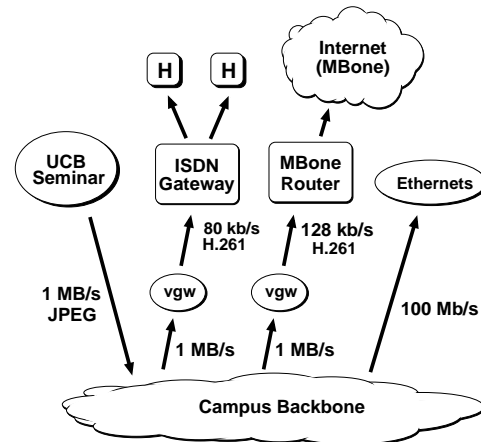 Internet
(MBone)
H
H
UCB
Seminar
ISDN
Gateway
MBone
Router
Ethernets
80 kb/s
H.261
128 kb/s
H.261
vgw
vgw
1 MB/s
JPEG
100 Mb/s
1 MB/s
1 MB/s
Campus Backbone